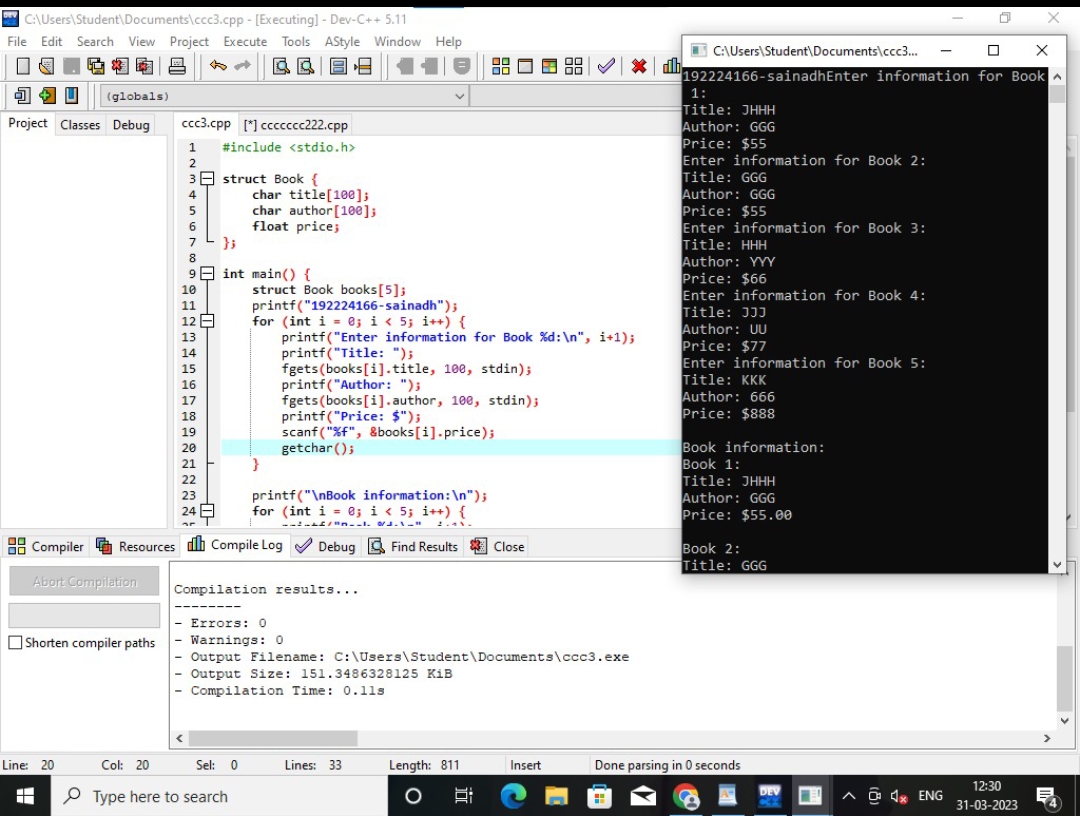 C:\Users\Student\Documents\ccc3.cpp - [Executing] - Dev-C++ 5.11
File Edit Search View Project Execute Tools AStyle Window Help
(globals)
Project Classes Debug
ccc3.cpp [*] ccccccc222.cpp
1 #include <stdio.h>
2
3 struct Book {
4 char title[100];
5 char author[100];
6 float price;
7 };
8
9 int main() {
10 struct Book books[5];
11 printf("192224166-sainadh");
12 for (int i = 0; i < 5; i++) {
13 printf("Enter information for Book %d:\n", i+1);
14 printf("Title: ");
15 fgets(books[i].title, 100, stdin);
16 printf("Author: ");
17 fgets(books[i].author, 100, stdin);
18 printf("Price: $");
19 scanf("%f", &books[i].price);
20 getchar();
21 }
22
23 printf("\nBook information:\n");
24 for (int i = 0; i < 5; i++) {
C:\Users\Student\Documents\ccc3...
192224166-sainadhEnter information for Book
1:
Title: JHHH
Author: GGG
Price: $55
Enter information for Book 2:
Title: GGG
Author: GGG
Price: $55
Enter information for Book 3:
Title: HHH
Author: YYY
Price: $66
Enter information for Book 4:
Title: JJJ
Author: UU
Price: $77
Enter information for Book 5:
Title: KKK
Author: 666
Price: $888
Book information:
Book 1:
Title: JHHH
Author: GGG
Price: $55.00
Book 2:
Title: GGG
Compiler Resources Compile Log Debug Find Results Close
Abort Compilation
Shorten compiler paths
Compilation results...
--------
- Errors: 0
- Warnings: 0
- Output Filename: C:\Users\Student\Documents\ccc3.exe
- Output Size: 151.3486328125 KiB
- Compilation Time: 0.11s
Line: 20 Col: 20 Sel: 0 Lines: 33 Length: 811 Insert Done parsing in 0 seconds
Type here to search
DEV
ENG
12:30
31-03-2023
4